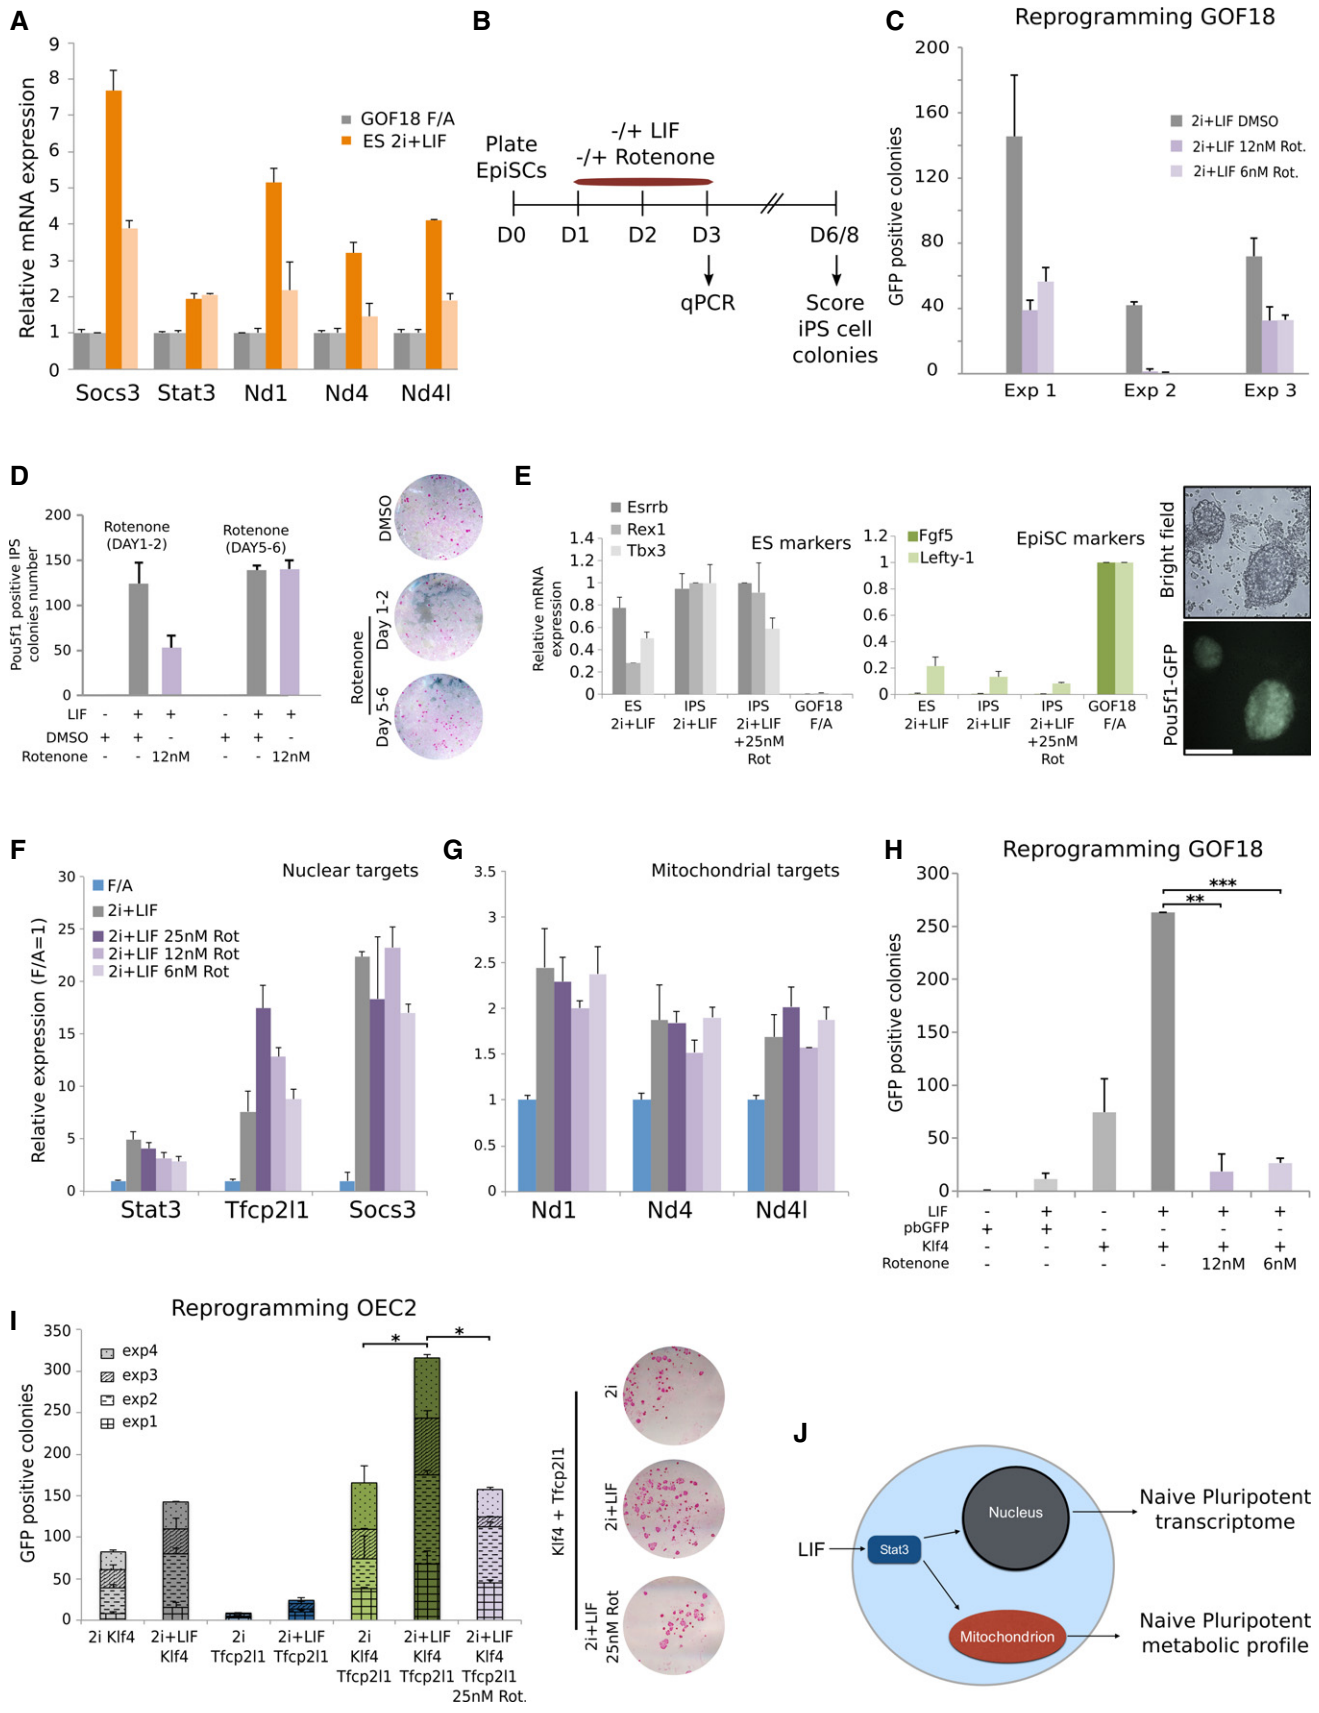 A
Relative mRNA expression
9
8
7
6
5
4
3
2
1
0
GOF18 F/A
ES 2i+LIF
Socs3 Stat3 Nd1 Nd4 Nd4l
B
Plate
EpiSCs
-/+ LIF
-/+ Rotenone
D0 D1 D2 D3 D6/8
qPCR
Score
iPS cell
colonies
C
Reprogramming GOF18
GFP positive colonies
200
160
120
80
40
0
2i+LIF DMSO
2i+LIF 12nM Rot.
2i+LIF 6nM Rot.
Exp 1 Exp 2 Exp 3
D
Pou5f1 positive IPS
colonies number
200
150
100
50
0
Rotenone
(DAY1-2)
Rotenone
(DAY5-6)
LIF - + + - + +
DMSO + + - + + -
Rotenone - - 12nM - - 12nM
DMSO
Rotenone
Day 1-2
Day 5-6
E
Esrrb
Rex1
Tbx3
ES markers
Relative mRNA
expression
1.4
1.2
1
0.8
0.6
0.4
0.2
0
ES
2i+LIF
IPS
2i+LIF
IPS
2i+LIF
+25nM
Rot
GOF18
F/A
Fgf5
Lefty-1
EpiSC markers
1.2
1
0.8
0.6
0.4
0.2
0
ES
2i+LIF
IPS
2i+LIF
IPS
2i+LIF
+25nM
Rot
GOF18
F/A
Bright field
Pou5f1-GFP
F
Nuclear targets
Relative expression (F/A=1)
30
25
20
15
10
5
0
F/A
2i+LIF
2i+LIF 25nM Rot
2i+LIF 12nM Rot
2i+LIF 6nM Rot
Stat3 Tfcp2l1 Socs3
G
Mitochondrial targets
3.5
3
2.5
2
1.5
1
0.5
0
Nd1 Nd4 Nd4l
H
Reprogramming GOF18
GFP positive colonies
300
250
200
150
100
50
0
***
**
LIF - + - + + +
pbGFP + + - - - -
Klf4 - - + + + +
Rotenone - - - - 12nM 6nM
I
Reprogramming OEC2
GFP positive colonies
350
300
250
200
150
100
50
0
exp4
exp3
exp2
exp1
* *
2i Klf4
2i+LIF
Klf4
2i
Tfcp2l1
2i+LIF
Tfcp2l1
2i
Klf4
Tfcp2l1
2i+LIF
Klf4
Tfcp2l1
2i+LIF
Klf4
Tfcp2l1
25nM Rot.
Klf4 + Tfcp2l1
2i
2i+LIF
2i+LIF
25nM Rot
J
LIF
Stat3
Nucleus
Mitochondrion
Naive Pluripotent
transcriptome
Naive Pluripotent
metabolic profile